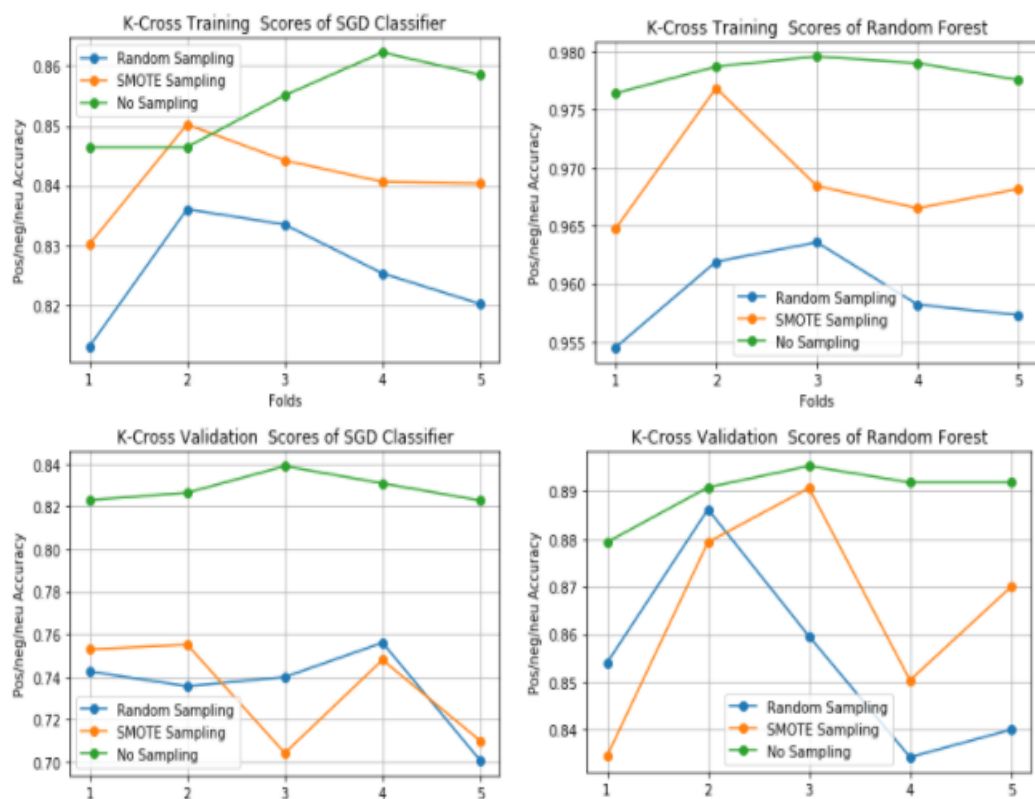 K-Cross Training Scores of SGD Classifier
Pos/neg/neu Accuracy
0.86
0.85
0.84
0.83
0.82
Random Sampling
SMOTE Sampling
No Sampling
1 2 3 4 5
Folds
K-Cross Training Scores of Random Forest
Pos/neg/neu Accuracy
0.980
0.975
0.970
0.965
0.960
0.955
Random Sampling
SMOTE Sampling
No Sampling
1 2 3 4 5
Folds
K-Cross Validation Scores of SGD Classifier
Pos/neg/neu Accuracy
0.84
0.82
0.80
0.78
0.76
0.74
0.72
0.70
Random Sampling
SMOTE Sampling
No Sampling
1 2 3 4 5
K-Cross Validation Scores of Random Forest
Pos/neg/neu Accuracy
0.89
0.88
0.87
0.86
0.85
0.84
Random Sampling
SMOTE Sampling
No Sampling
1 2 3 4 5